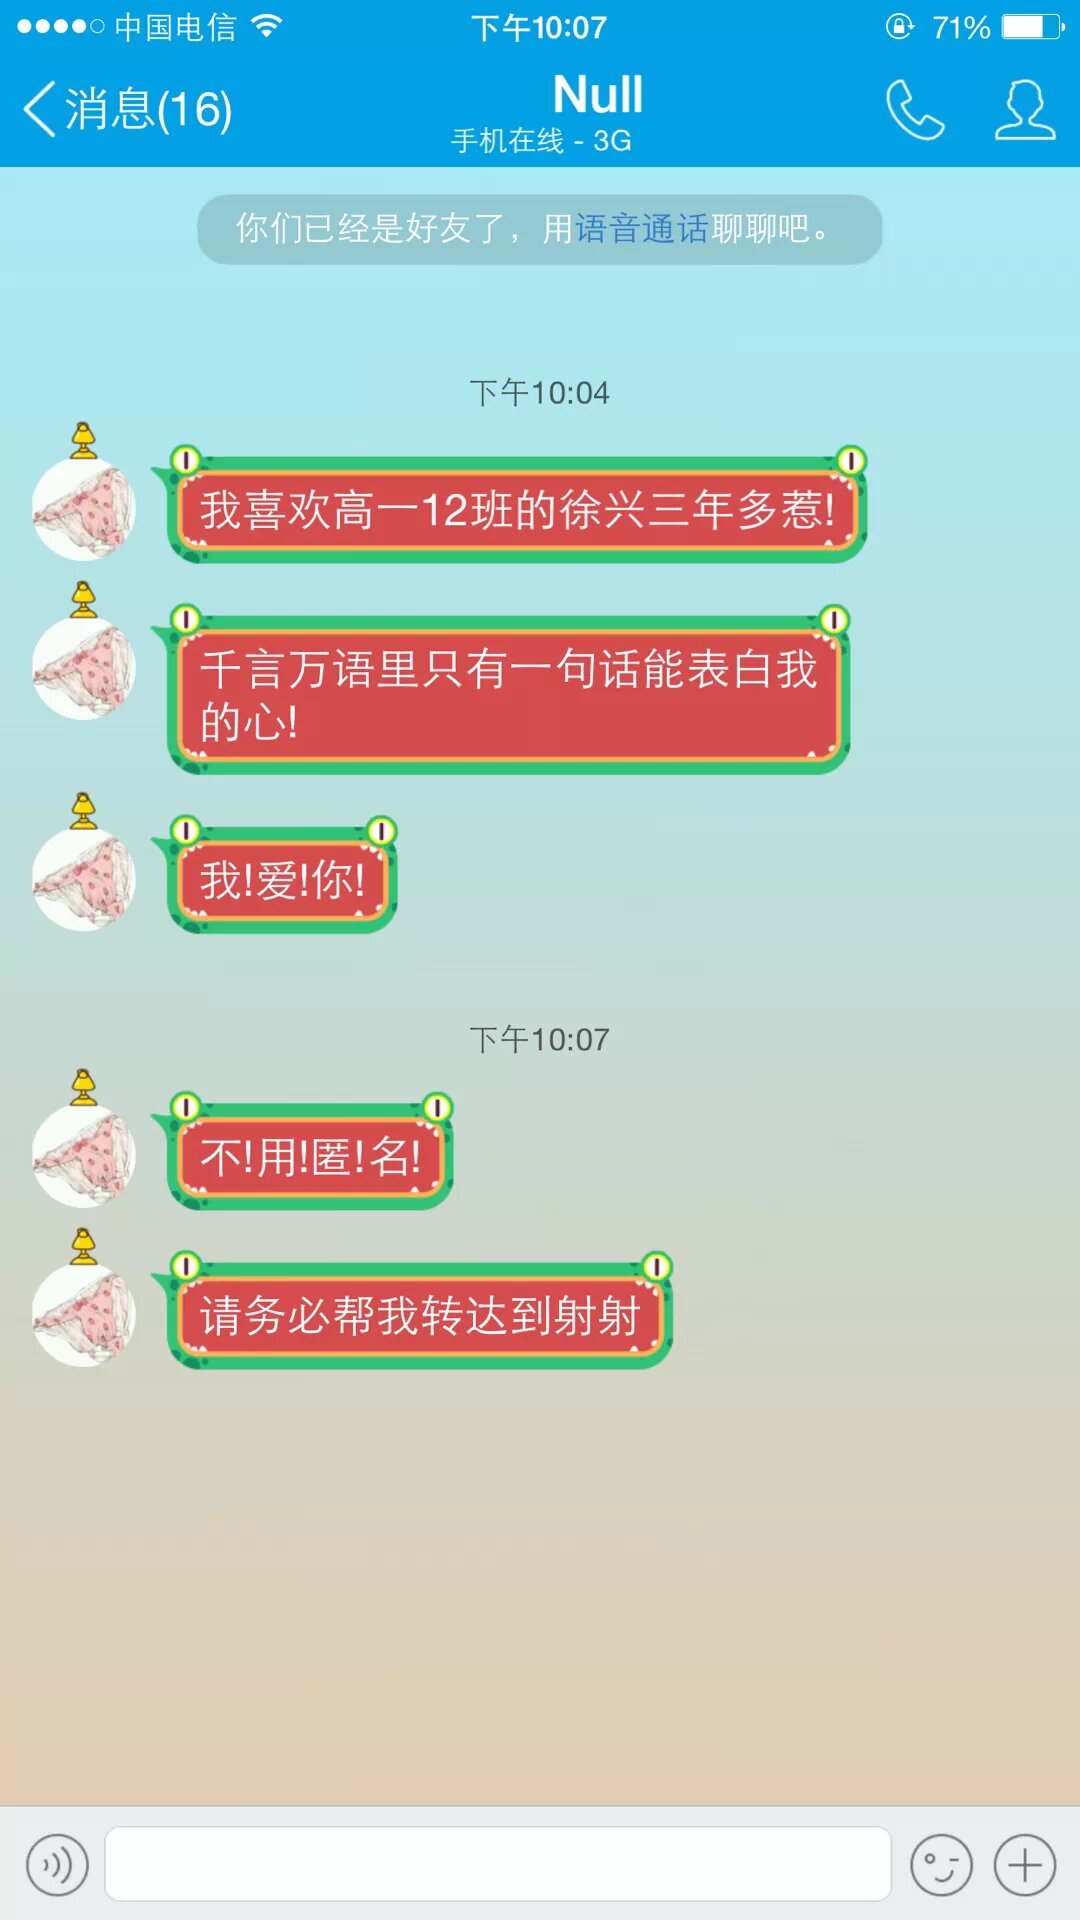 中国电信 下午10:07 71%
消息(16) Null
手机在线 - 3G
你们已经是好友了，用语音通话聊聊吧。
下午10:04
我喜欢高一12班的徐兴三年多惹!
千言万语里只有一句话能表白我
的心!
我!爱!你!
下午10:07
不!用!匿!名!
请务必帮我转达到射射